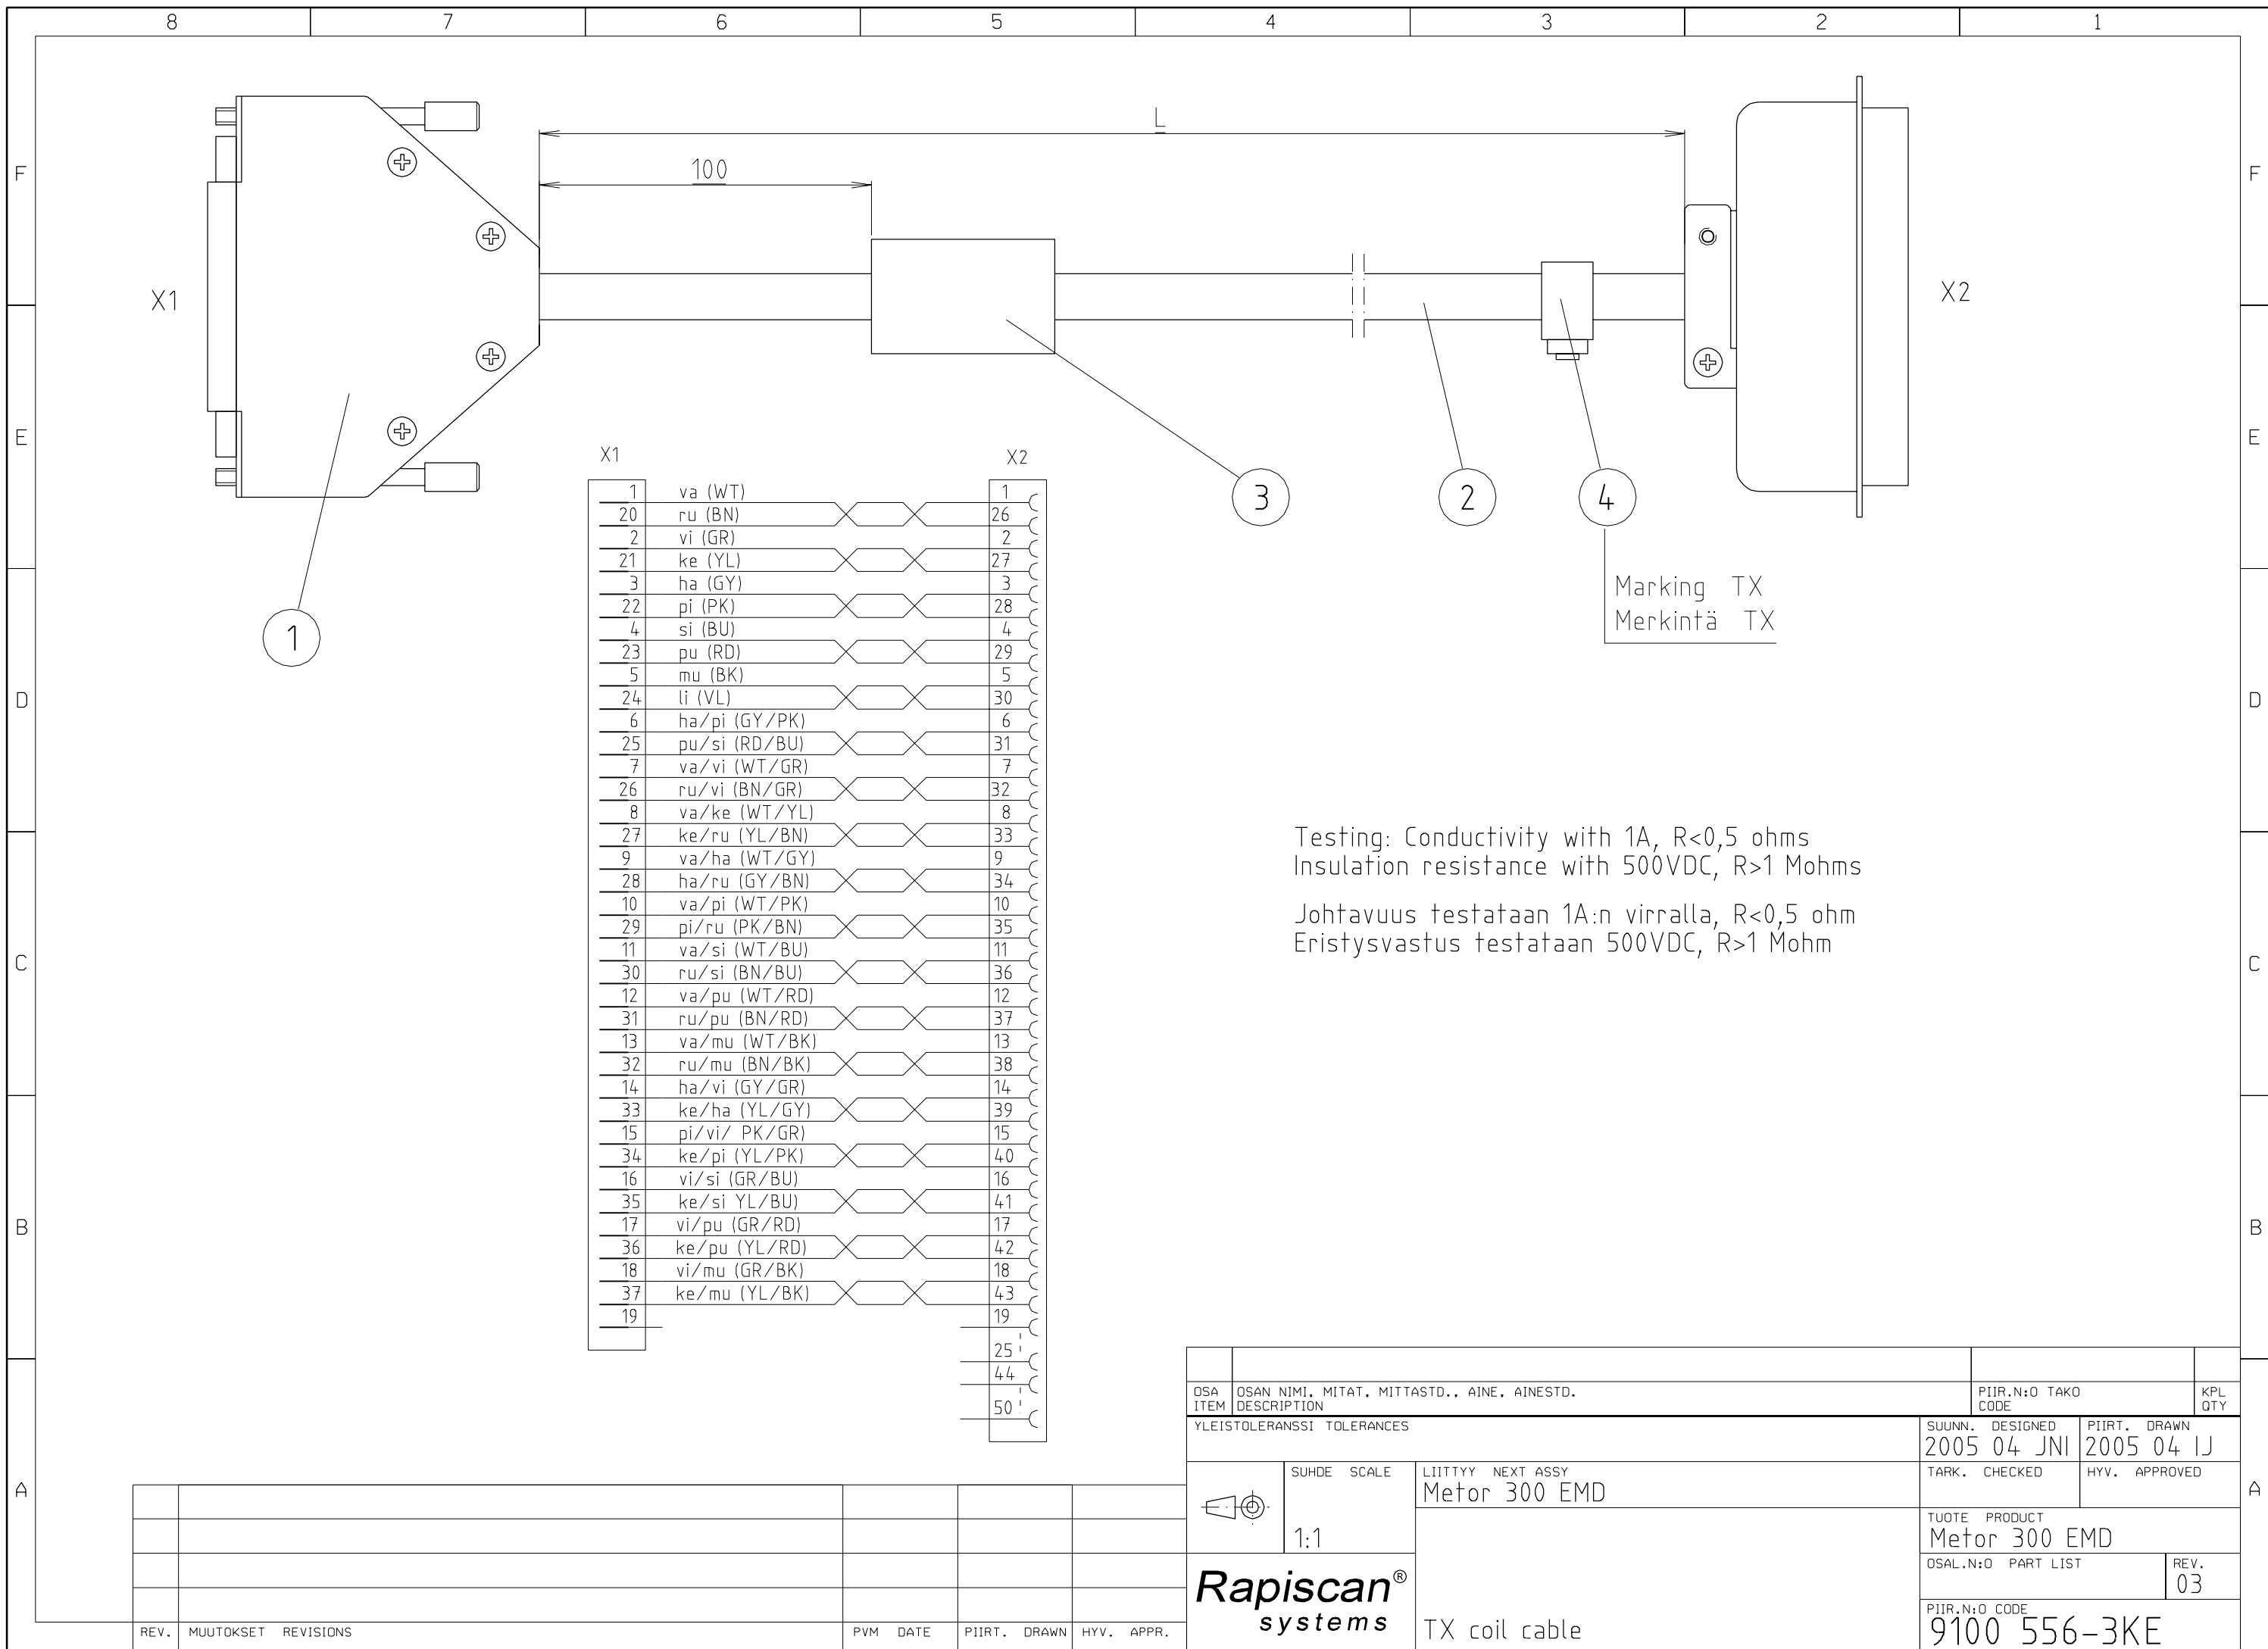 8 7 6 5 4 3 2 1
F F
E E
D D
C C
B B
A A
L
100
X1
X2
1
3
2
4
Marking TX
Merkintä TX
X1 X2
1 va (WT) 1
20 ru (BN) 26
2 vi (GR) 2
21 ke (YL) 27
3 ha (GY) 3
22 pi (PK) 28
4 si (BU) 4
23 pu (RD) 29
5 mu (BK) 5
24 li (VL) 30
6 ha/pi (GY/PK) 6
25 pu/si (RD/BU) 31
7 va/vi (WT/GR) 7
26 ru/vi (BN/GR) 32
8 va/ke (WT/YL) 8
27 ke/ru (YL/BN) 33
9 va/ha (WT/GY) 9
28 ha/ru (GY/BN) 34
10 va/pi (WT/PK) 10
29 pi/ru (PK/BN) 35
11 va/si (WT/BU) 11
30 ru/si (BN/BU) 36
12 va/pu (WT/RD) 12
31 ru/pu (BN/RD) 37
13 va/mu (WT/BK) 13
32 ru/mu (BN/BK) 38
14 ha/vi (GY/GR) 14
33 ke/ha (YL/GY) 39
15 pi/vi/ PK/GR) 15
34 ke/pi (YL/PK) 40
16 vi/si (GR/BU) 16
35 ke/si YL/BU) 41
17 vi/pu (GR/RD) 17
36 ke/pu (YL/RD) 42
18 vi/mu (GR/BK) 18
37 ke/mu (YL/BK) 43
19 19
25
44
50
Testing: Conductivity with 1A, R<0,5 ohms
Insulation resistance with 500VDC, R>1 Mohms
Johtavuus testataan 1A:n virralla, R<0,5 ohm
Eristysvastus testataan 500VDC, R>1 Mohm
OSA OSAN NIMI, MITAT, MITTASTD., AINE, AINESTD. PIIR.N:O TAKO KPL
ITEM DESCRIPTION CODE QTY
YLEISTOLERANSSI TOLERANCES
SUUNN. DESIGNED PIIRT. DRAWN
2005 04 JNI 2005 04 IJ
SUHDE SCALE
1:1
LIITTYY NEXT ASSY
Metor 300 EMD
TARK. CHECKED HYV. APPROVED
TUOTE PRODUCT
Metor 300 EMD
OSAL.N:O PART LIST REV.
03
Rapiscan®
systems
TX coil cable
PIIR.N:O CODE
9100 556-3KE
REV. MUUTOKSET REVISIONS PVM DATE PIIRT. DRAWN HYV. APPR.